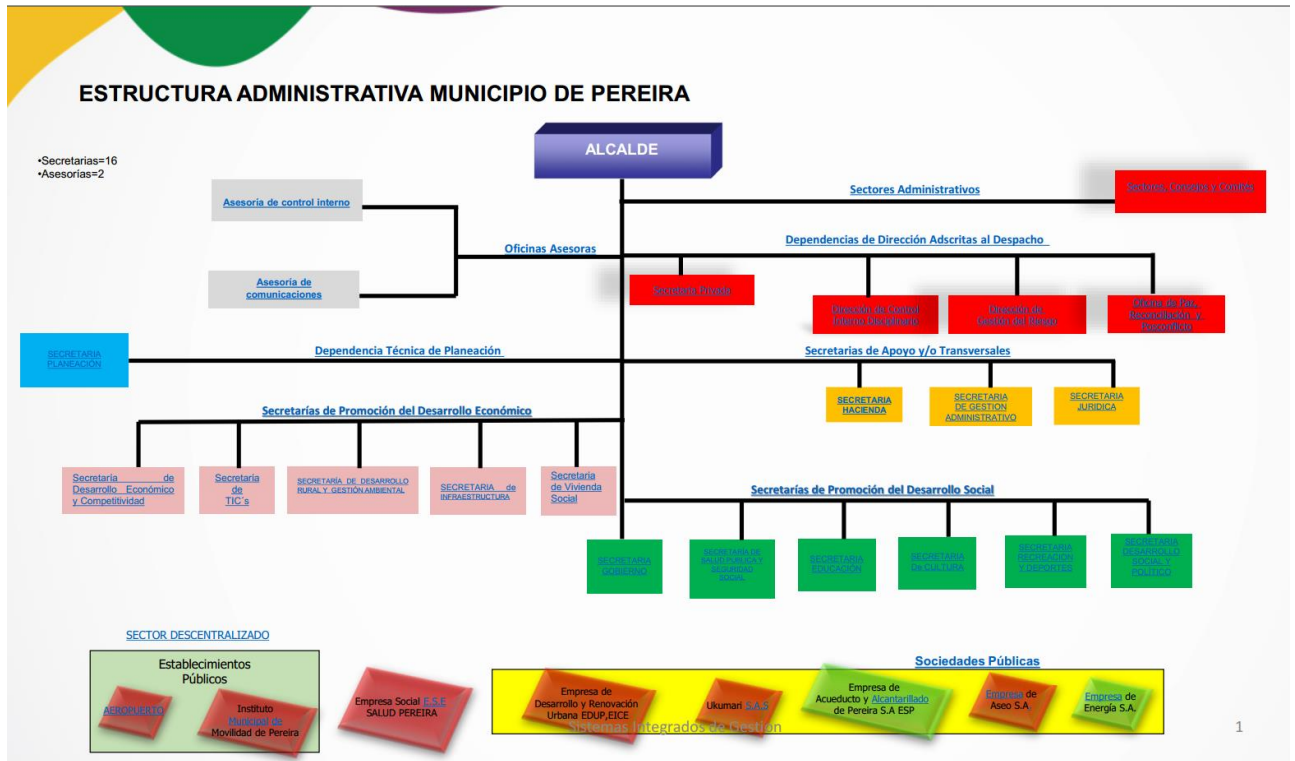 ESTRUCTURA ADMINISTRATIVA MUNICIPIO DE PEREIRA
ALCALDE
•Secretarias=16
•Asesorías=2
Sectores Administrativos
Sectores, Consejos y Comités
Asesoría de control interno
Oficinas Asesoras
Dependencias de Dirección Adscritas al Despacho
Asesoría de
comunicaciones
Secretaria Privada
Dirección de Control
Interno Disciplinario
Dirección de
Gestión del Riesgo
Oficina de Paz,
Reconciliación y
Posconflicto
SECRETARIA
PLANEACIÓN
Dependencia Técnica de Planeación
Secretarias de Apoyo y/o Transversales
SECRETARIA
HACIENDA
SECRETARIA
DE GESTION
ADMINISTRATIVO
SECRETARIA
JURIDICA
Secretarías de Promoción del Desarrollo Económico
Secretaria de
Desarrollo Económico
y Competitividad
Secretaria
de
TIC´s
SECRETARÍA DE DESARROLLO
RURAL Y GESTIÓN AMBIENTAL
SECRETARIA de
INFRAESTRUCTURA
Secretaria
de Vivienda
Social
Secretarías de Promoción del Desarrollo Social
SECRETARIA
GOBIERNO
SECRETARIA DE
SALUD PUBLICA Y
SEGURIDAD
SOCIAL
SECRETARIA
EDUCACIÓN
SECRETARIA
De CULTURA
SECRETARIA
RECREACION
Y DEPORTES
SECRETARIA
DESARROLLO
SOCIAL Y
POLÍTICO
SECTOR DESCENTRALIZADO
Establecimientos
Públicos
AEROPUERTO
Instituto
Municipal de
Movilidad de Pereira
Empresa Social E.S.E
SALUD PEREIRA
Sociedades Públicas
Empresa de
Desarrollo y Renovación
Urbana EDUP,EICE
Ukumari S.A.S
Empresa de
Acueducto y Alcantarillado
de Pereira S.A ESP
Empresa de
Aseo S.A.
Empresa de
Energía S.A.
Sistemas Integrados de Gestión
1